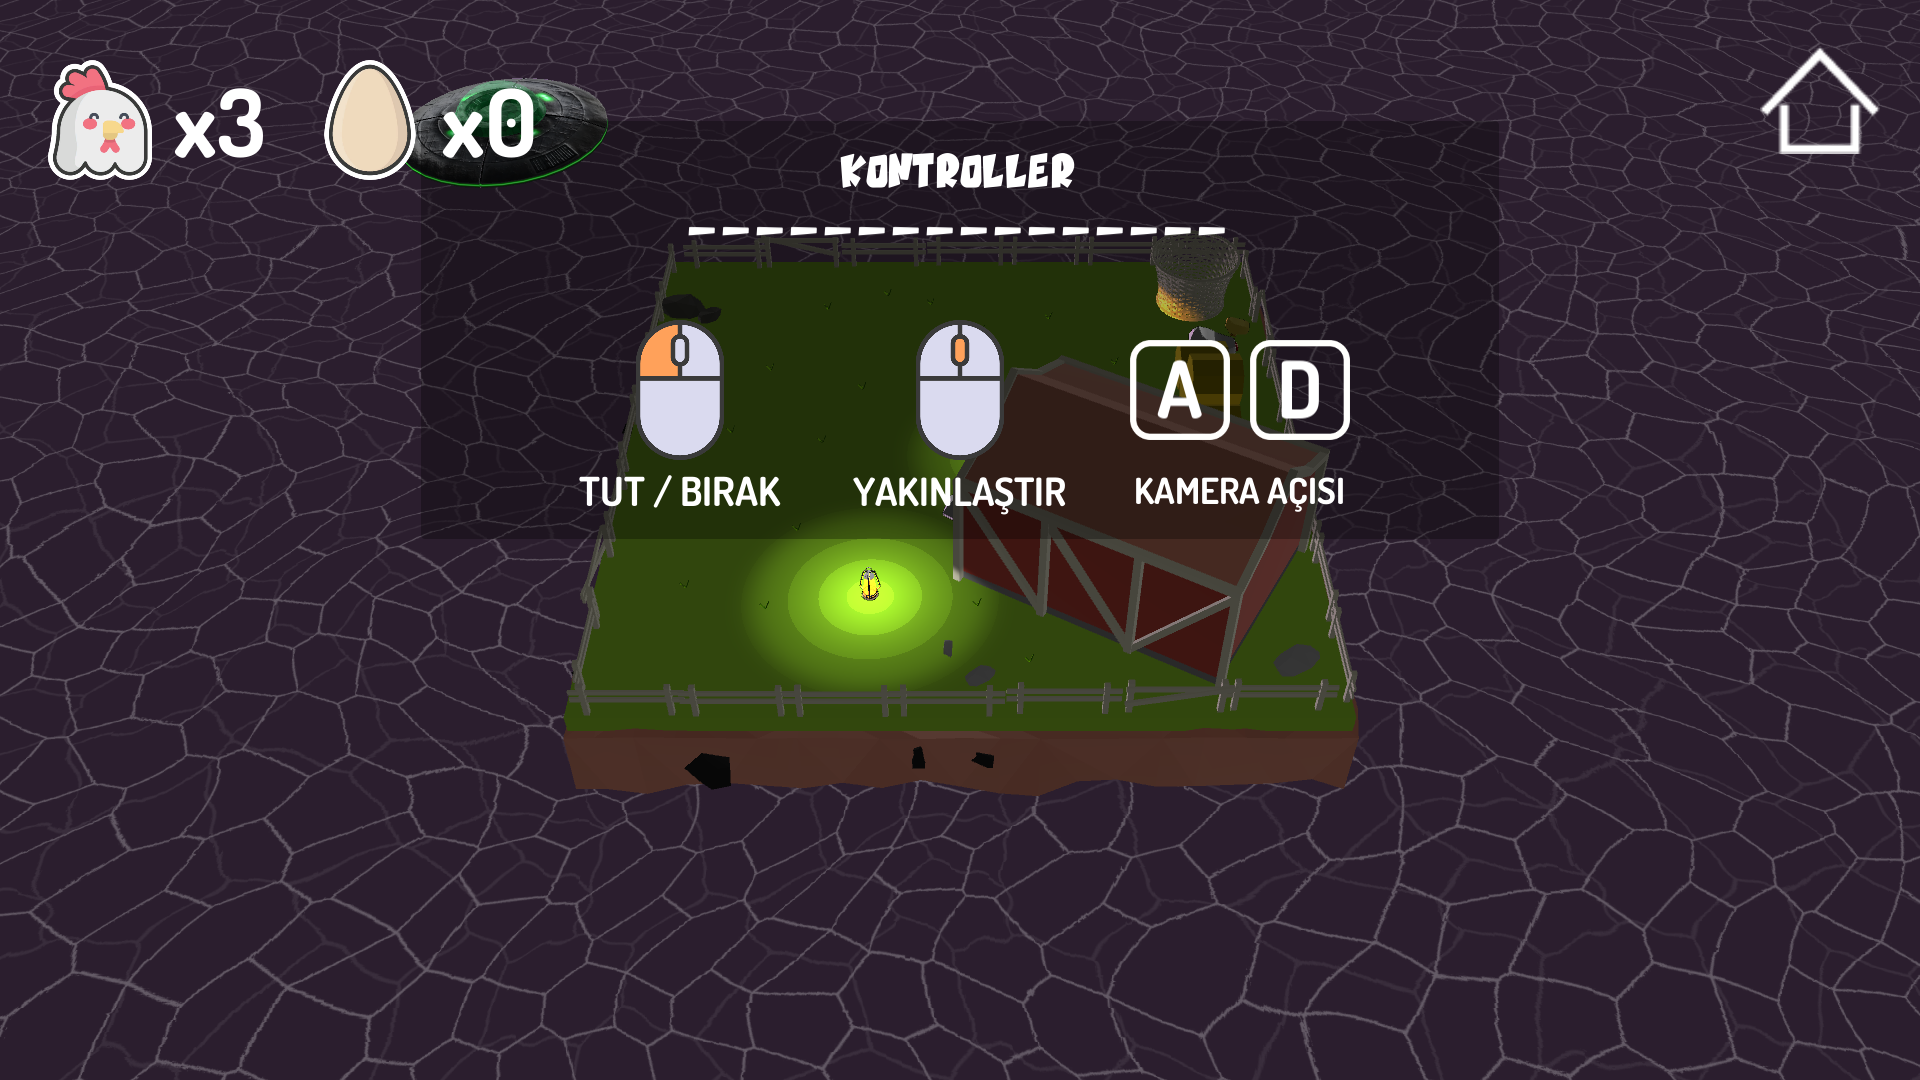 x3
x0
KONTROLLER
A D
TUT / BIRAK
YAKINLAŞTIR
KAMERA AÇISI